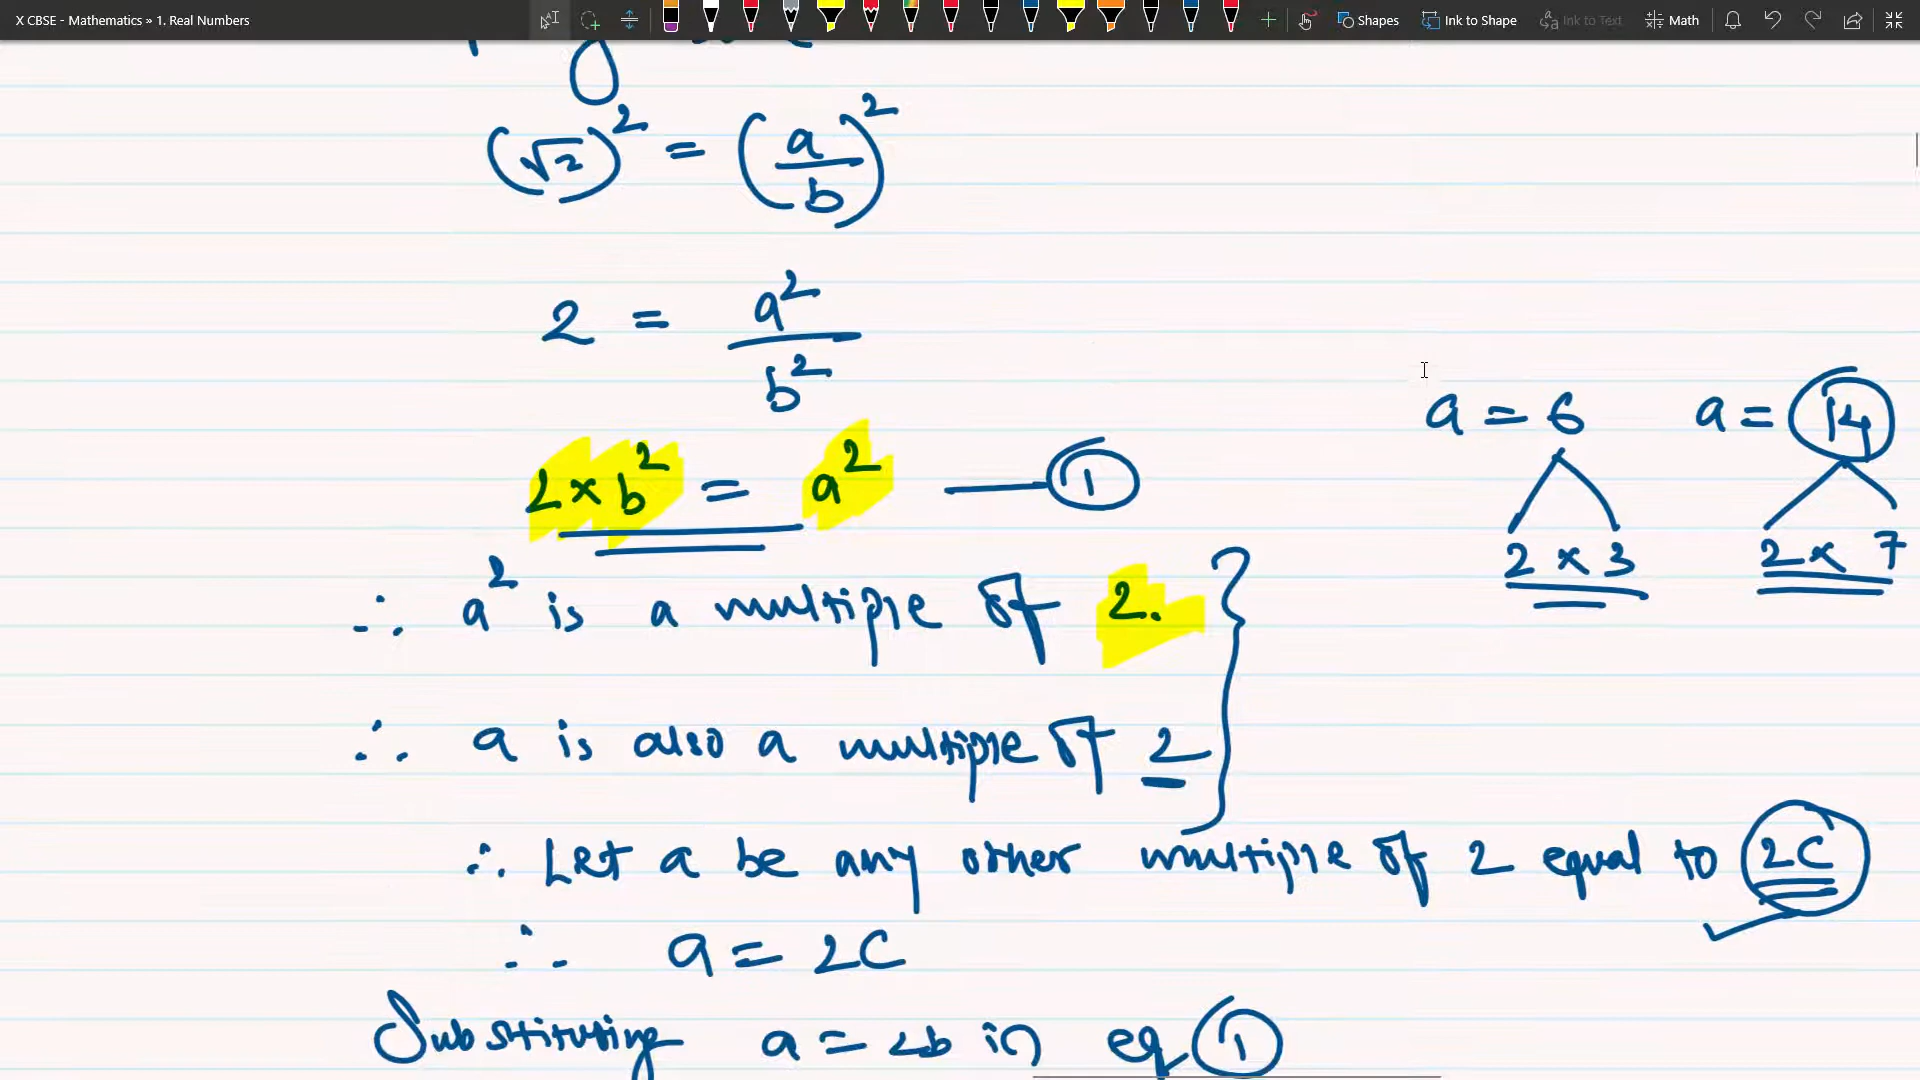 X CBSE - Mathematics » 1. Real Numbers
Shapes Ink to Shape Ink to Text Math
(√2)² = (a/b)²
2 = a²/b²
2 × b² = a² — ①
a = 6 a = 14
2 × 3 2 × 7
∴ a² is a multiple of 2.
∴ a is also a multiple of 2
∴ Let a be any other multiple of 2 equal to 2C
∴ a = 2C
Substituting a = 2b in eq ①